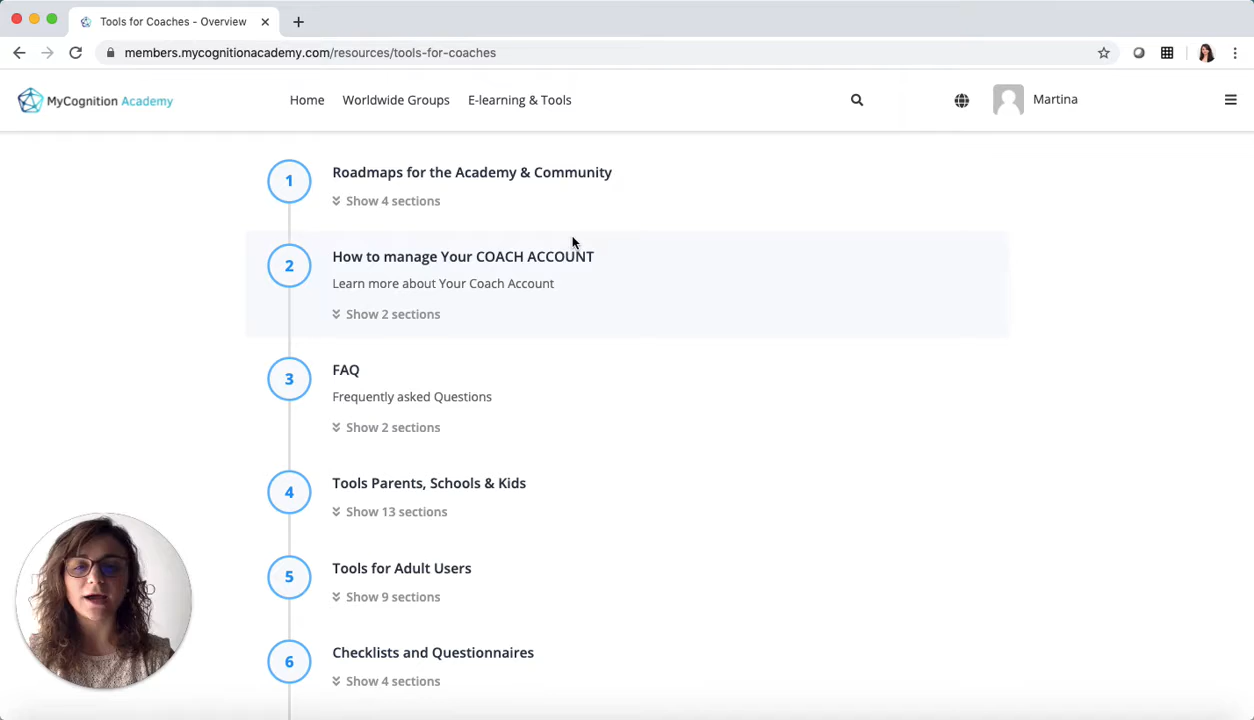 Tools for Coaches - Overview
members.mycognitionacademy.com/resources/tools-for-coaches
MyCognition Academy
Home
Worldwide Groups
E-learning & Tools
Martina
1
Roadmaps for the Academy & Community
Show 4 sections
2
How to manage Your COACH ACCOUNT
Learn more about Your Coach Account
Show 2 sections
3
FAQ
Frequently asked Questions
Show 2 sections
4
Tools Parents, Schools & Kids
Show 13 sections
5
Tools for Adult Users
Show 9 sections
6
Checklists and Questionnaires
Show 4 sections